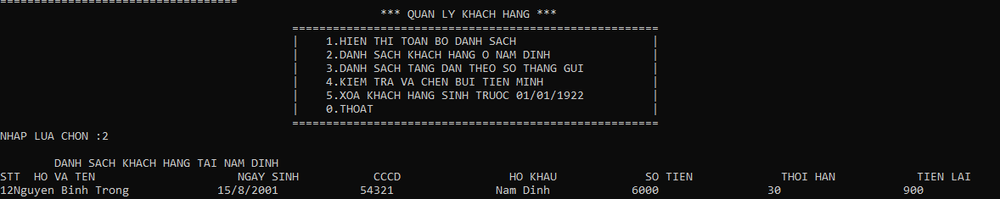 ===================================
*** QUAN LY KHACH HANG ***
======================================================
| 1.HIEN THI TOAN BO DANH SACH |
| 2.DANH SACH KHACH HANG O NAM DINH |
| 3.DANH SACH TANG DAN THEO SO THANG GUI |
| 4.KIEM TRA VA CHEN BUI TIEN MINH |
| 5.XOA KHACH HANG SINH TRUOC 01/01/1922 |
| 0.THOAT |
======================================================
NHAP LUA CHON :2
DANH SACH KHACH HANG TAI NAM DINH
STT HO VA TEN NGAY SINH CCCD HO KHAU SO TIEN THOI HAN TIEN LAI
12Nguyen Binh Trong 15/8/2001 54321 Nam Dinh 6000 30 900